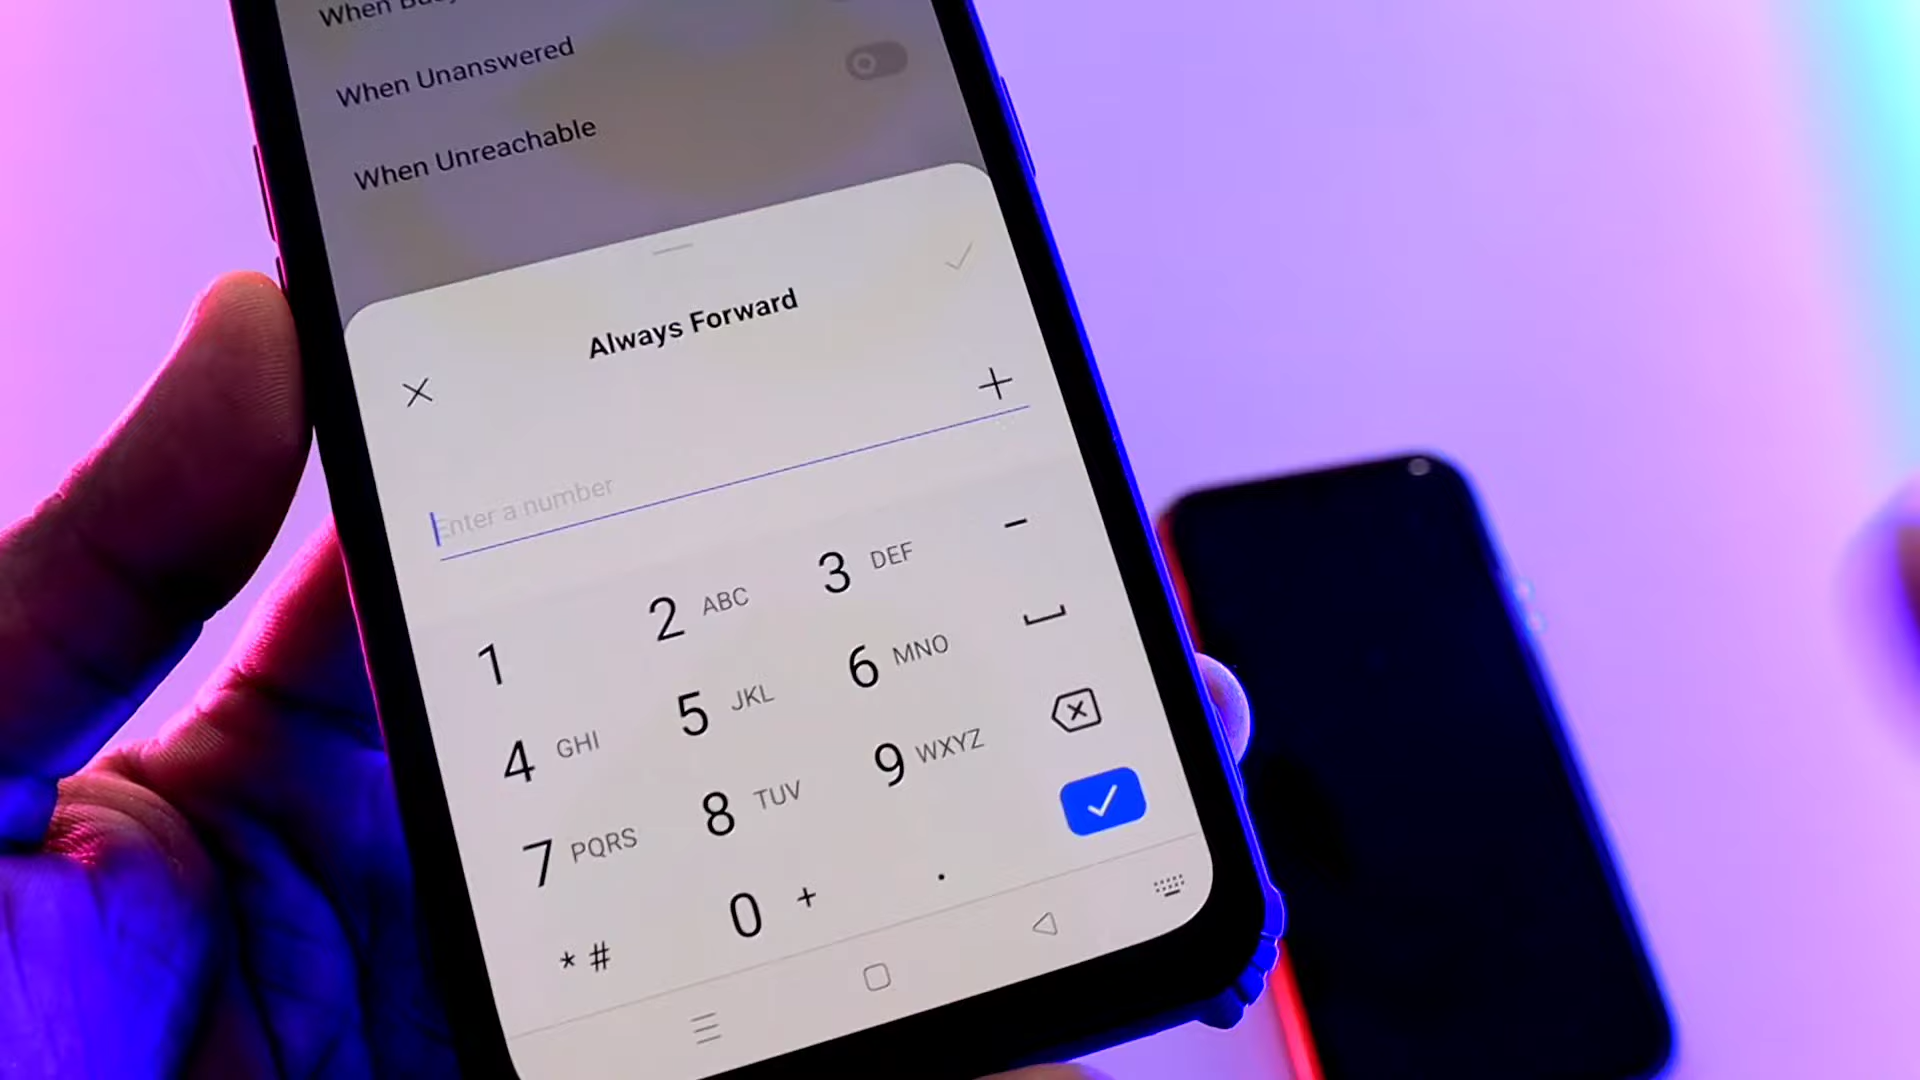 When Busy
When Unanswered
When Unreachable
Always Forward
Enter a number
1
2 ABC
3 DEF
-
4 GHI
5 JKL
6 MNO
7 PQRS
8 TUV
9 WXYZ
* #
0 +
.